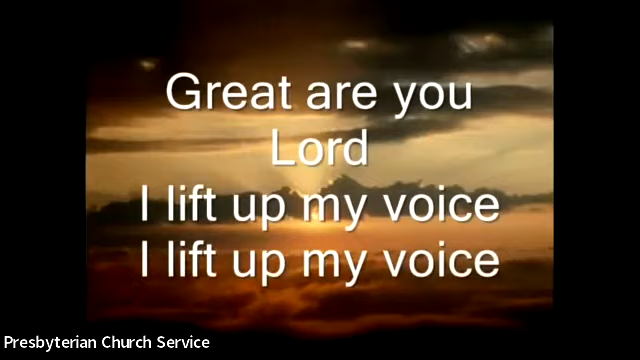 Great are you
Lord
I lift up my voice
I lift up my voice
Presbyterian Church Service